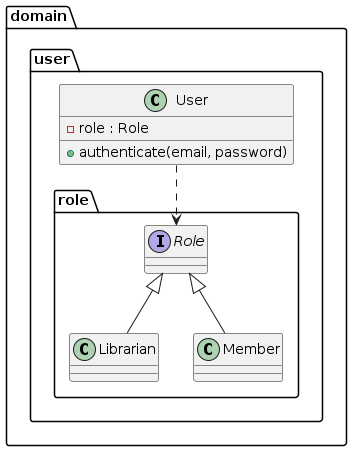 domain
user
C User
role : Role
authenticate(email, password)
role
I Role
C Librarian
C Member